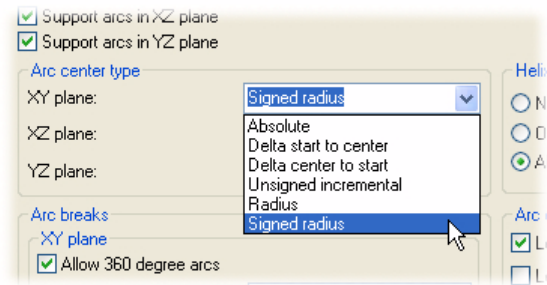 Support arcs in XZ plane
Support arcs in YZ plane
Arc center type
XY plane:
Signed radius
XZ plane:
YZ plane:
Absolute
Delta start to center
Delta center to start
Unsigned incremental
Radius
Signed radius
Arc breaks
XY plane
Allow 360 degree arcs
Heli
N
A
Arc